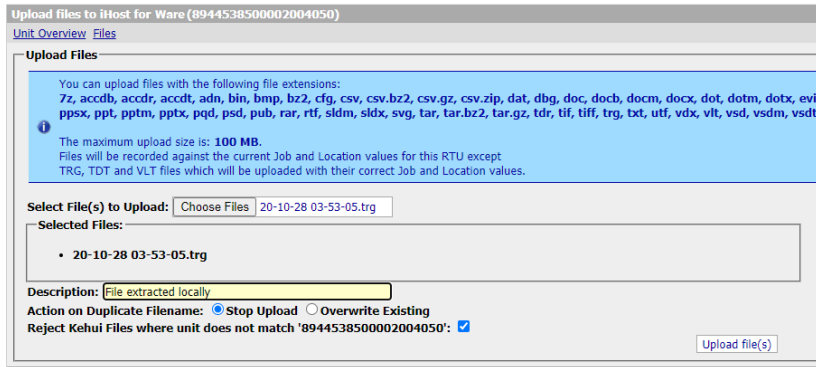 Upload files to iHost for Ware (8944538500002004050)
Unit Overview Files
Upload Files
You can upload files with the following file extensions:
7z, accdb, accdr, accdt, adn, bin, bmp, bz2, cfg, csv, csv.bz2, csv.gz, csv.zip, dat, dbg, doc, docb, docm, docx, dot, dotm, dotx, evi
ppsx, ppt, pptm, pptx, pqd, psd, pub, rar, rtf, sldm, sldx, svg, tar, tar.bz2, tar.gz, tdr, tif, tiff, trg, txt, utf, vdx, vlt, vsd, vsdm, vsdt
The maximum upload size is: 100 MB.
Files will be recorded against the current Job and Location values for this RTU except
TRG, TDT and VLT files which will be uploaded with their correct Job and Location values.
Select File(s) to Upload: Choose Files 20-10-28 03-53-05.trg
Selected Files:
• 20-10-28 03-53-05.trg
Description: File extracted locally
Action on Duplicate Filename: Stop Upload Overwrite Existing
Reject Kehui Files where unit does not match '8944538500002004050':
Upload file(s)